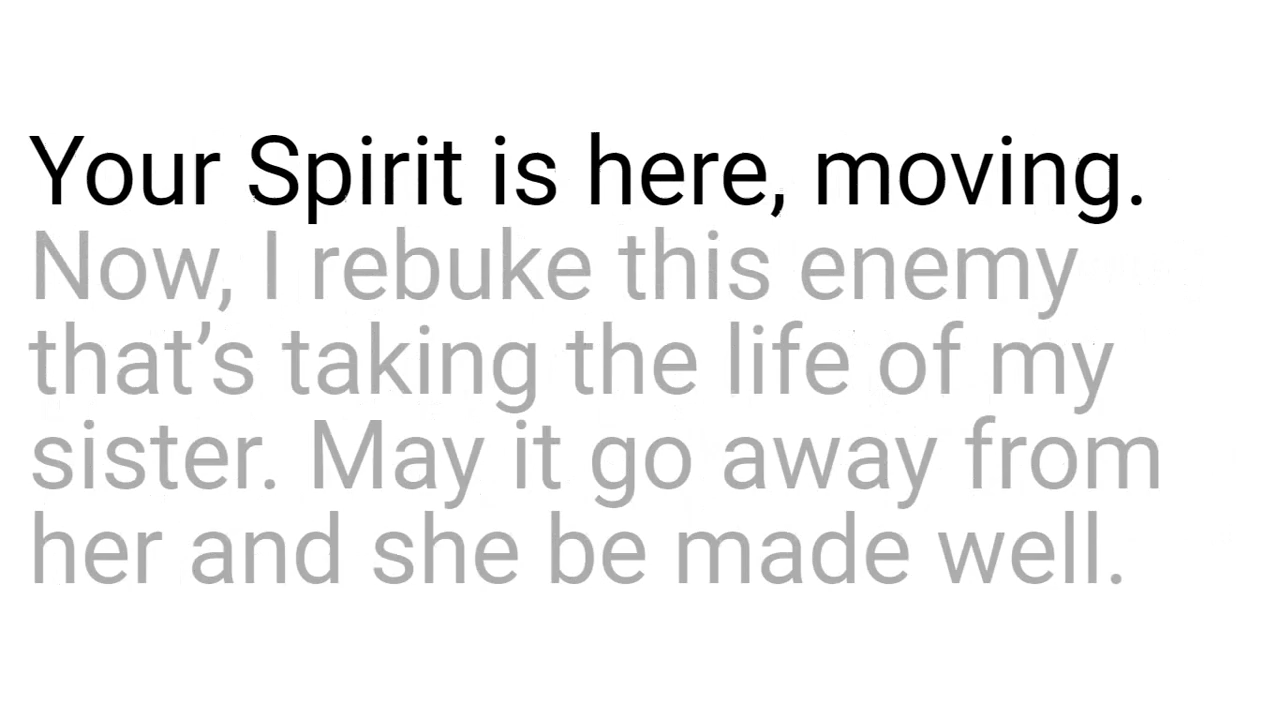 Your Spirit is here, moving.
Now, I rebuke this enemy
that’s taking the life of my
sister. May it go away from
her and she be made well.